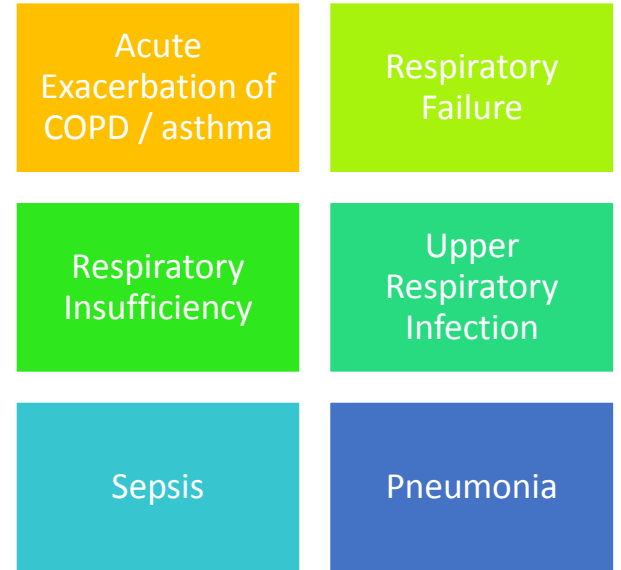 Acute
Exacerbation of
COPD / asthma
Respiratory
Failure
Respiratory
Insufficiency
Upper
Respiratory
Infection
Sepsis
Pneumonia